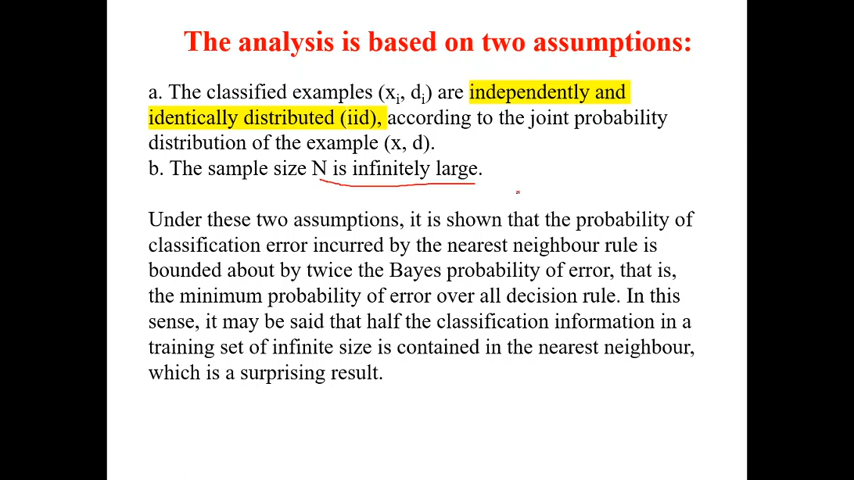 The analysis is based on two assumptions:
a. The classified examples (xi, di) are independently and
identically distributed (iid), according to the joint probability
distribution of the example (x, d).
b. The sample size N is infinitely large.
Under these two assumptions, it is shown that the probability of
classification error incurred by the nearest neighbour rule is
bounded about by twice the Bayes probability of error, that is,
the minimum probability of error over all decision rule. In this
sense, it may be said that half the classification information in a
training set of infinite size is contained in the nearest neighbour,
which is a surprising result.